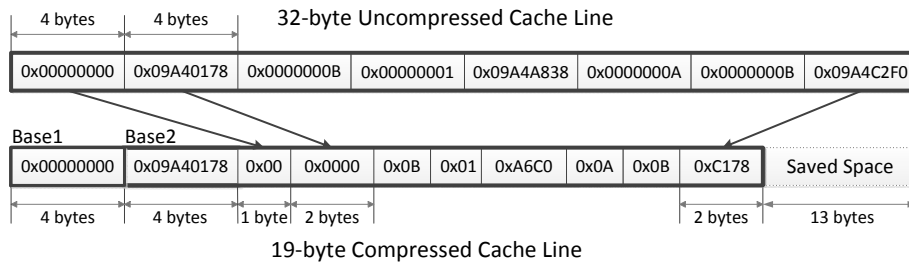 32-byte Uncompressed Cache Line
4 bytes 4 bytes
0x00000000 0x09A40178 0x0000000B 0x00000001 0x09A4A838 0x0000000A 0x0000000B 0x09A4C2F0
Base1 Base2
0x00000000 0x09A40178 0x00 0x0000 0x0B 0x01 0xA6C0 0x0A 0x0B 0xC178 Saved Space
4 bytes 4 bytes 1 byte 2 bytes 2 bytes 13 bytes
19-byte Compressed Cache Line